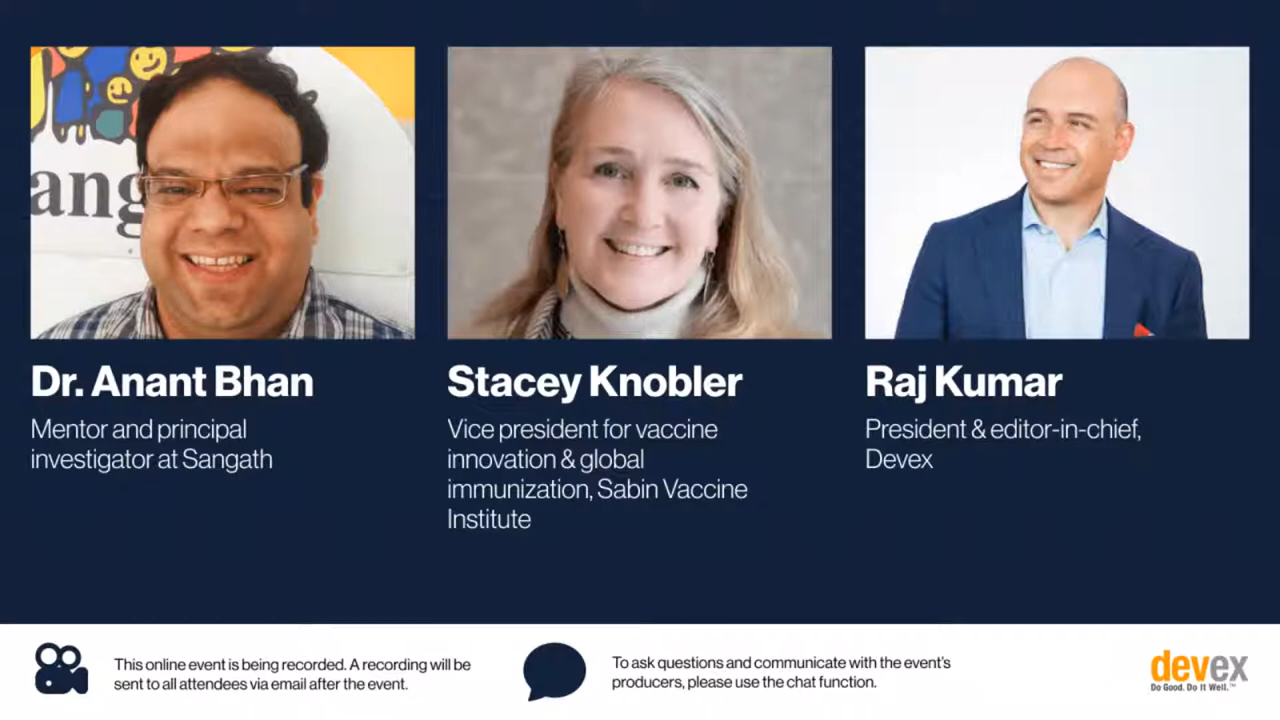 ang
Dr. Anant Bhan
Mentor and principal
investigator at Sangath
Stacey Knobler
Vice president for vaccine
innovation & global
immunization, Sabin Vaccine
Institute
Raj Kumar
President & editor-in-chief,
Devex
This online event is being recorded. A recording will be
sent to all attendees via email after the event.
To ask questions and communicate with the event's
producers, please use the chat function.
devex
Do Good. Do It Well.™